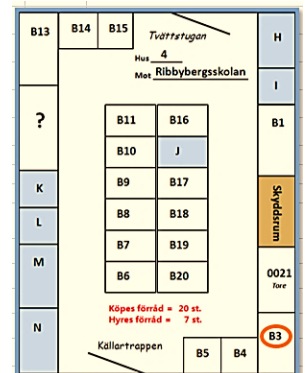 B13
B14 B15
Tvättstugan
Hus 4
Mot Ribbybergsskolan
H
I
?
B11 B16
B1
B10 J
K
B9 B17
Skyddsrum
L
B8 B18
M
B7 B19
0021
Tore
B6 B20
Köpes förråd = 20 st.
Hyres förråd = 7 st.
N
B3
Källartrappen
B5 B4